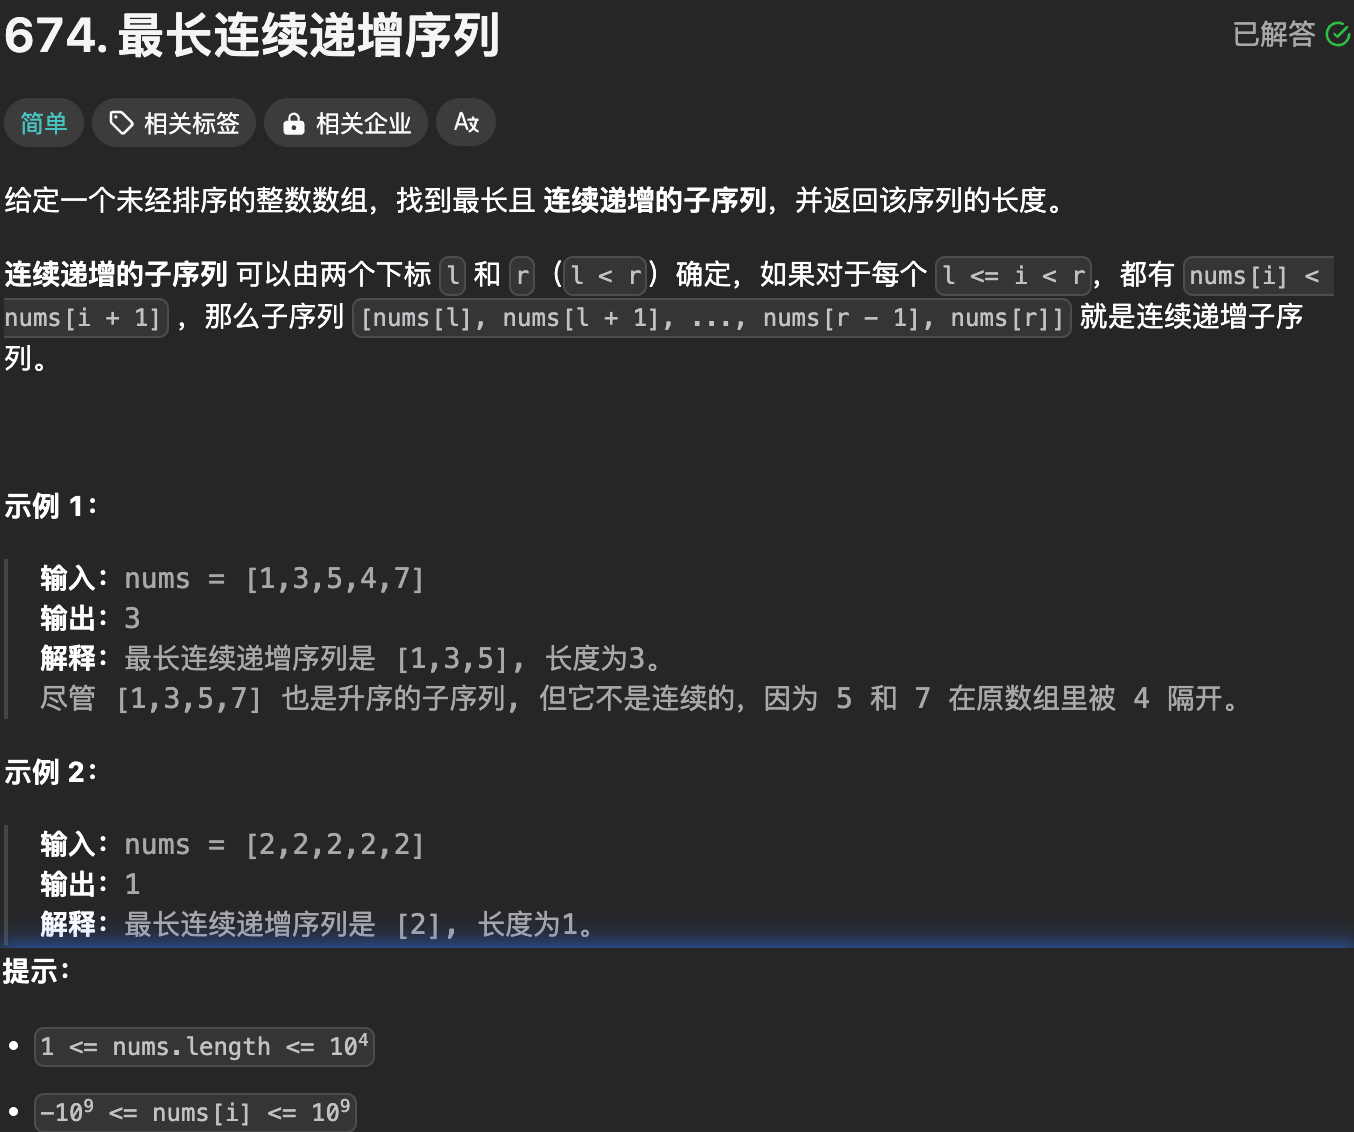 674. 最长连续递增序列
已解答
简单
相关标签
相关企业
A文
给定一个未经排序的整数数组，找到最长且 连续递增的子序列，并返回该序列的长度。
连续递增的子序列 可以由两个下标 l 和 r（l < r）确定，如果对于每个 l <= i < r，都有 nums[i] <
nums[i + 1] ，那么子序列 [nums[l], nums[l + 1], ..., nums[r - 1], nums[r]] 就是连续递增子序
列。
示例 1：
输入：nums = [1,3,5,4,7]
输出：3
解释：最长连续递增序列是 [1,3,5], 长度为3。
尽管 [1,3,5,7] 也是升序的子序列, 但它不是连续的，因为 5 和 7 在原数组里被 4 隔开。
示例 2：
输入：nums = [2,2,2,2,2]
输出：1
解释：最长连续递增序列是 [2], 长度为1。
提示：
• 1 <= nums.length <= 10⁴
• -10⁹ <= nums[i] <= 10⁹